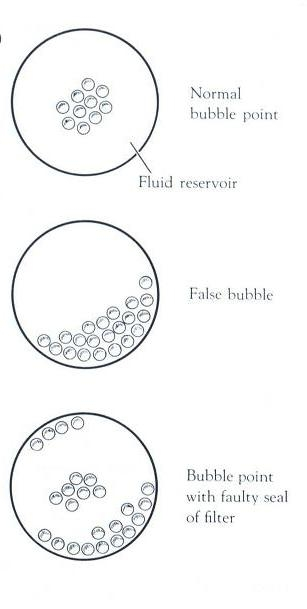 Normal
bubble point
Fluid reservoir
False bubble
Bubble point
with faulty seal
of filter